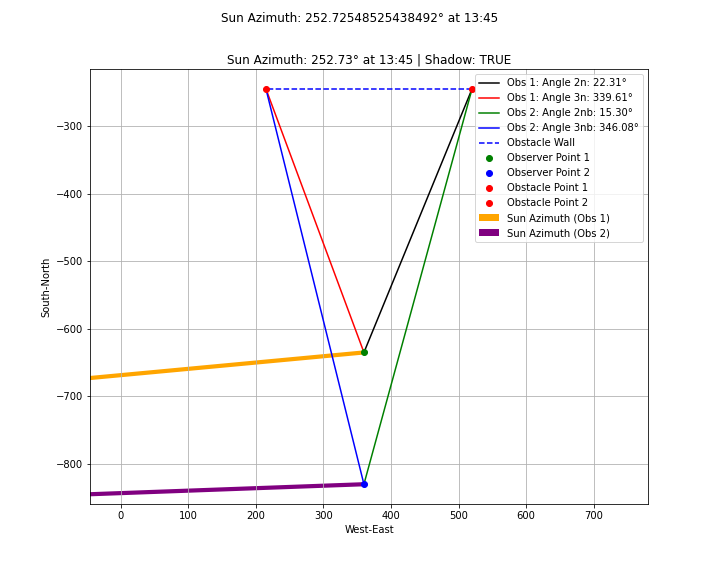 Sun Azimuth: 252.72548525438492° at 13:45
Sun Azimuth: 252.73° at 13:45 | Shadow: TRUE
Obs 1: Angle 2n: 22.31°
Obs 1: Angle 3n: 339.61°
Obs 2: Angle 2nb: 15.30°
Obs 2: Angle 3nb: 346.08°
Obstacle Wall
Observer Point 1
Observer Point 2
Obstacle Point 1
Obstacle Point 2
Sun Azimuth (Obs 1)
Sun Azimuth (Obs 2)
South-North
−300
−400
−500
−600
−700
−800
0 100 200 300 400 500 600 700
West-East